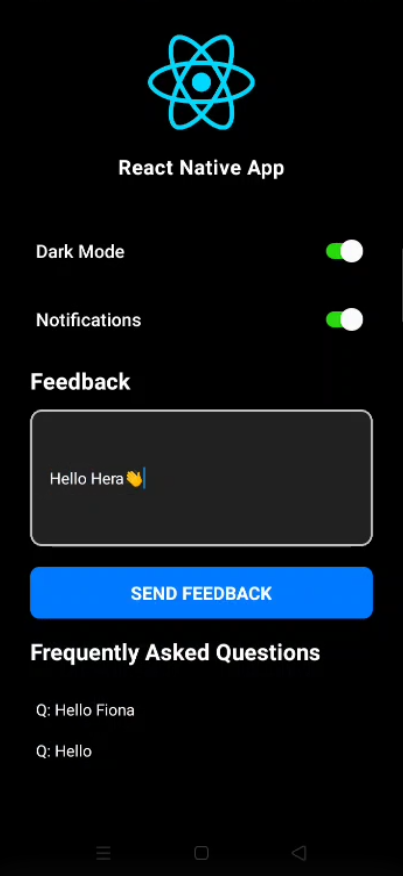 React Native App
Dark Mode
Notifications
Feedback
Hello Hera👋
SEND FEEDBACK
Frequently Asked Questions
Q: Hello Fiona
Q: Hello